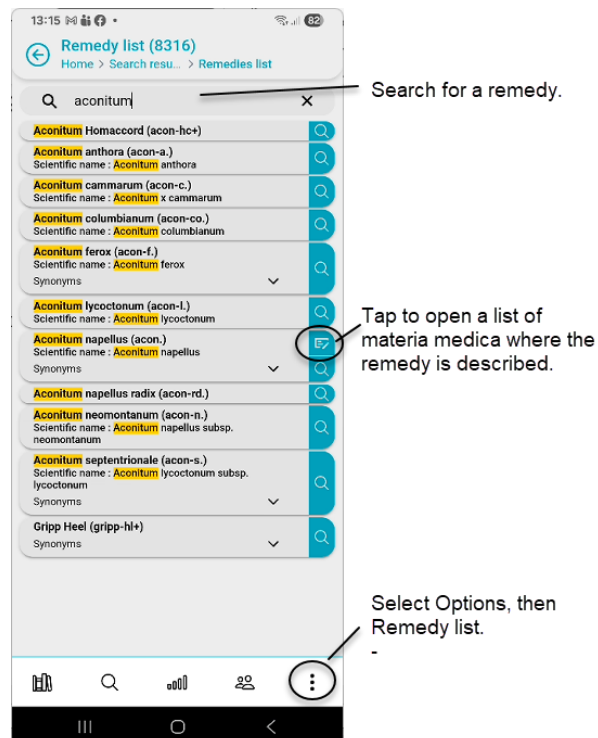 13:15
82
Remedy list (8316)
Home > Search resu... > Remedies list
aconitum
Search for a remedy.
Aconitum Homaccord (acon-hc+)
Aconitum anthora (acon-a.)
Scientific name : Aconitum anthora
Aconitum cammarum (acon-c.)
Scientific name : Aconitum x cammarum
Aconitum columbianum (acon-co.)
Scientific name : Aconitum columbianum
Aconitum ferox (acon-f.)
Scientific name : Aconitum ferox
Synonyms
Aconitum lycoctonum (acon-l.)
Scientific name : Aconitum lycoctonum
Aconitum napellus (acon.)
Scientific name : Aconitum napellus
Synonyms
Tap to open a list of
materia medica where the
remedy is described.
Aconitum napellus radix (acon-rd.)
Aconitum neomontanum (acon-n.)
Scientific name : Aconitum napellus subsp.
neomontanum
Aconitum septentrionale (acon-s.)
Scientific name : Aconitum lycoctonum subsp.
lycoctonum
Synonyms
Gripp Heel (gripp-hl+)
Synonyms
Select Options, then
Remedy list.
-